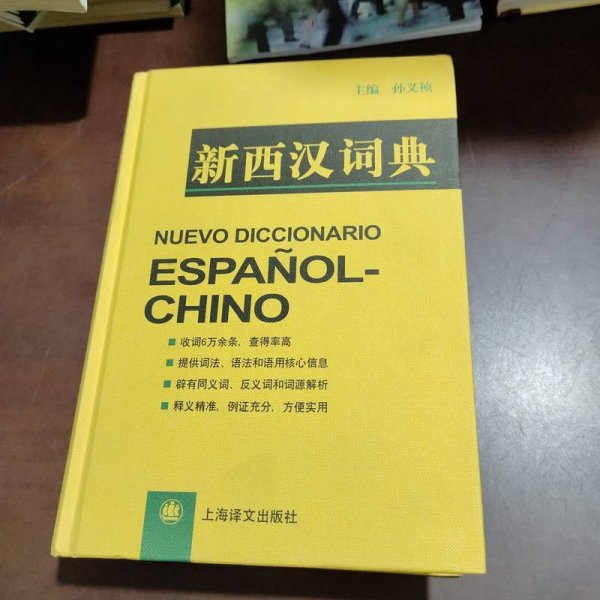 主编 孙义桢
新西汉词典
NUEVO DICCIONARIO
ESPAÑOL-
CHINO
■ 收词6万余条，查得率高
■ 提供词法、语法和语用核心信息
■ 辟有同义词、反义词和词源解析
■ 释义精准，例证充分，方便实用
上海译文出版社